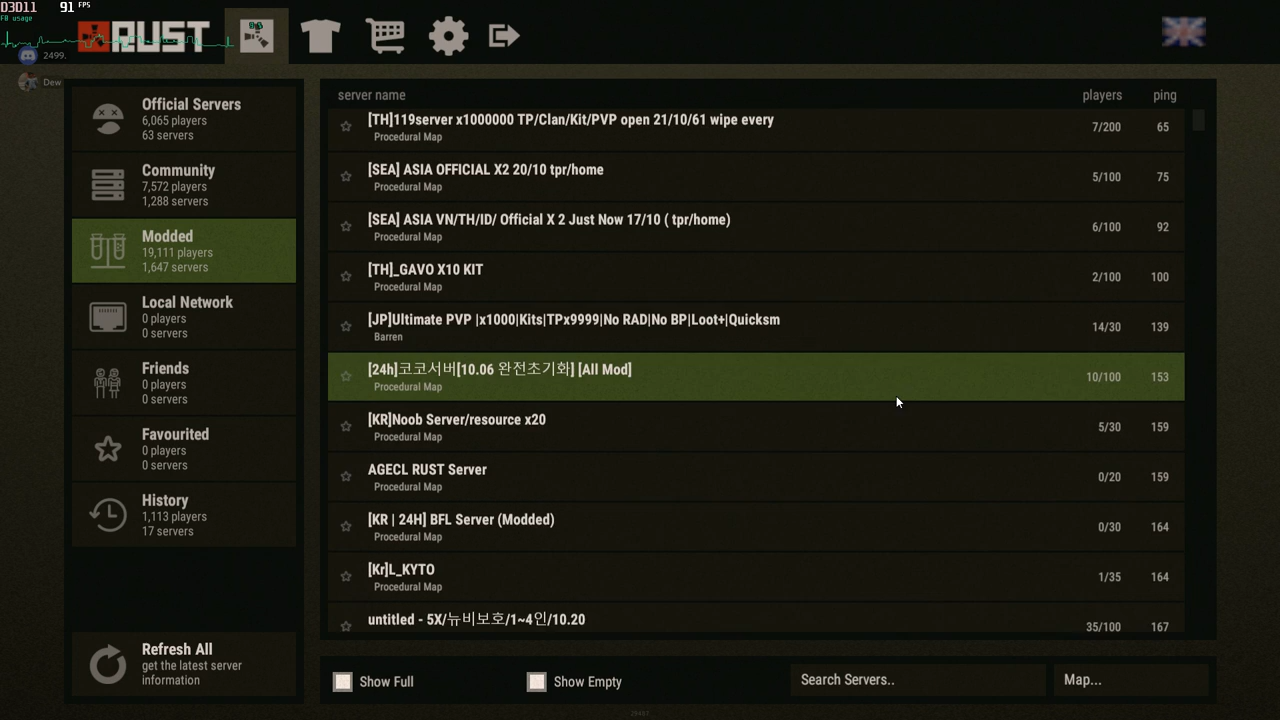 D3D11 91 FPS
FB usage
RUST
2499.
Dew
Official Servers
6,065 players
63 servers
Community
7,572 players
1,288 servers
Modded
19,111 players
1,647 servers
Local Network
0 players
0 servers
Friends
0 players
0 servers
Favourited
0 players
0 servers
History
1,113 players
17 servers
Refresh All
get the latest server
information
server name players ping
[TH]119server x1000000 TP/Clan/Kit/PVP open 21/10/61 wipe every
Procedural Map
7/200 65
[SEA] ASIA OFFICIAL X2 20/10 tpr/home
Procedural Map
5/100 75
[SEA] ASIA VN/TH/ID/ Official X 2 Just Now 17/10 ( tpr/home)
Procedural Map
6/100 92
[TH]_GAVO X10 KIT
Procedural Map
2/100 100
[JP]Ultimate PVP |x1000|Kits|TPx9999|No RAD|No BP|Loot+|Quicksm
Barren
14/30 139
[24h]코코서버[10.06 완전초기화] [All Mod]
Procedural Map
10/100 153
[KR]Noob Server/resource x20
Procedural Map
5/30 159
AGECL RUST Server
Procedural Map
0/20 159
[KR | 24H] BFL Server (Modded)
Procedural Map
0/30 164
[Kr]L_KYTO
Procedural Map
1/35 164
untitled - 5X/뉴비보호/1~4인/10.20
35/100 167
Show Full
Show Empty
Search Servers..
Map...